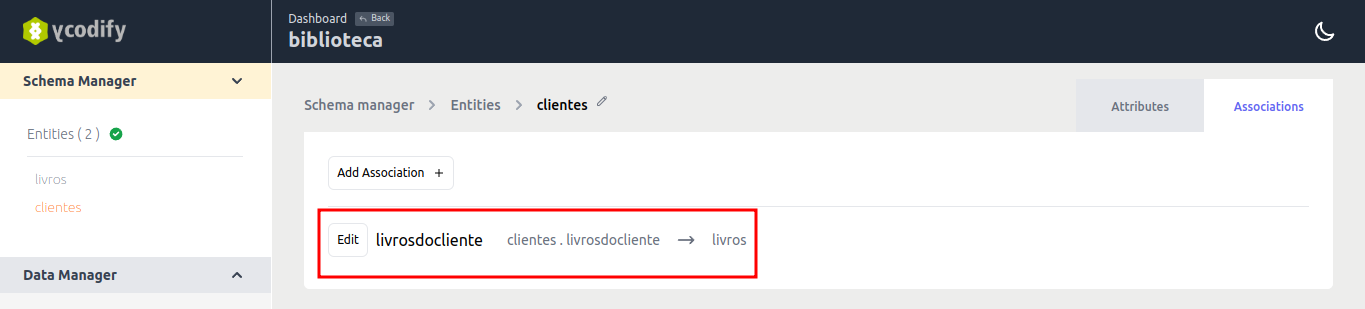 ycodify
Dashboard Back
biblioteca
Schema Manager
Entities ( 2 )
livros
clientes
Data Manager
Schema manager > Entities > clientes
Attributes
Associations
Add Association +
Edit livrosdocliente clientes . livrosdocliente → livros